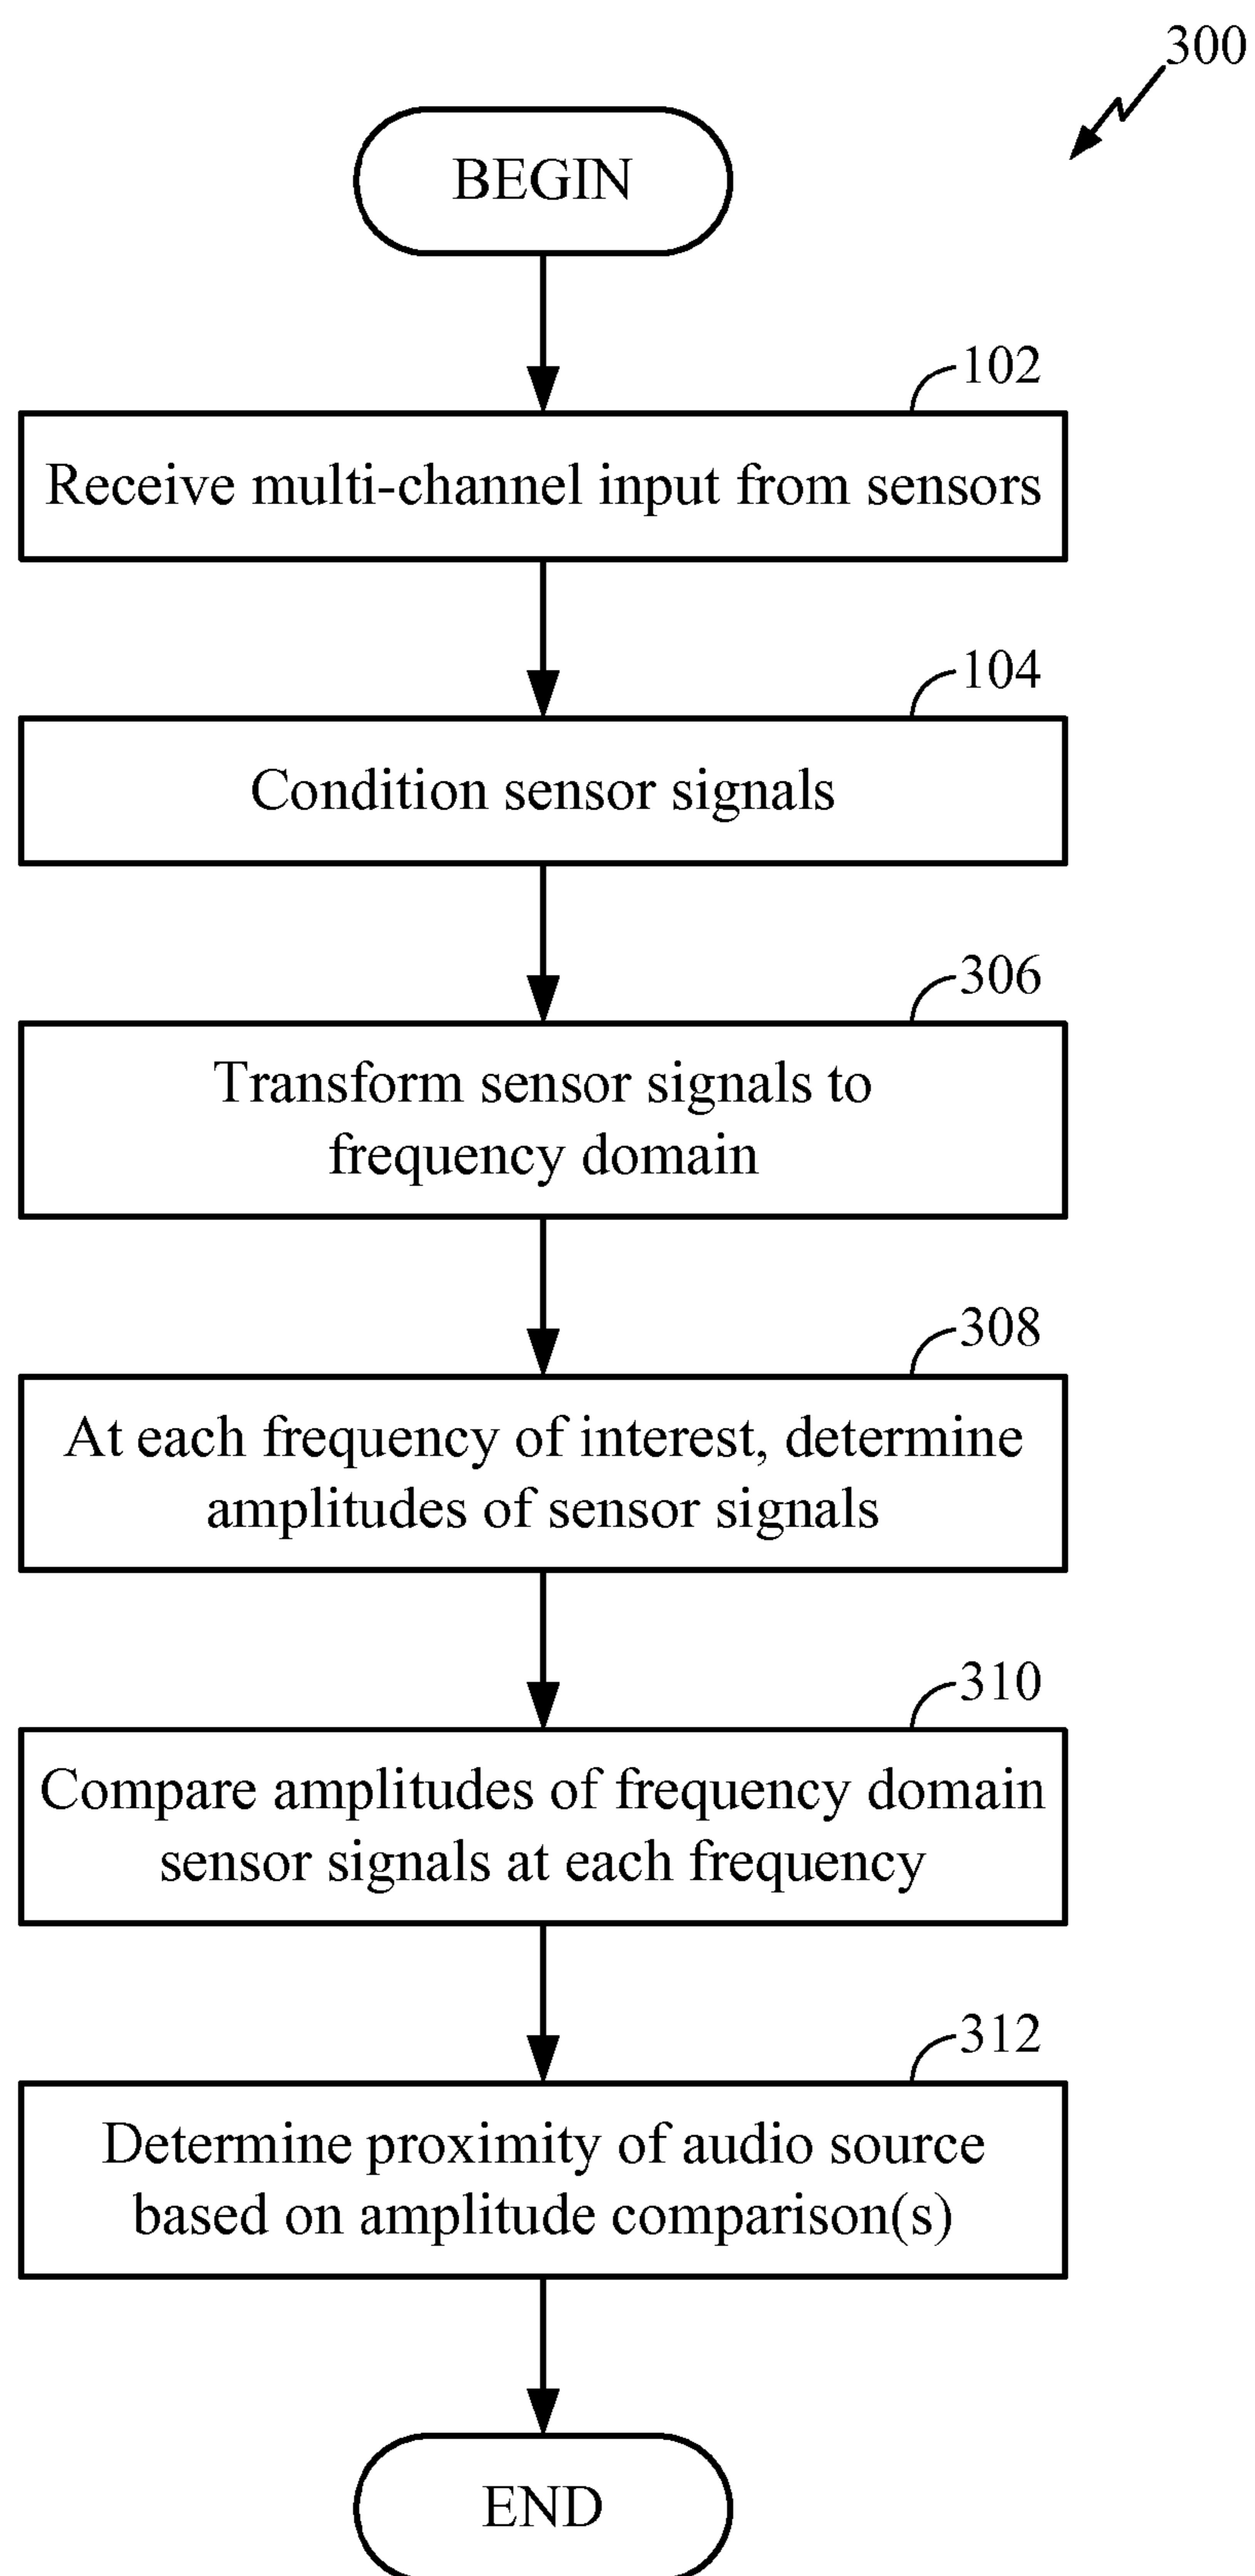 300
BEGIN
102
Receive multi-channel input from sensors
104
Condition sensor signals
306
Transform sensor signals to
frequency domain
308
At each frequency of interest, determine
amplitudes of sensor signals
310
Compare amplitudes of frequency domain
sensor signals at each frequency
312
Determine proximity of audio source
based on amplitude comparison(s)
END